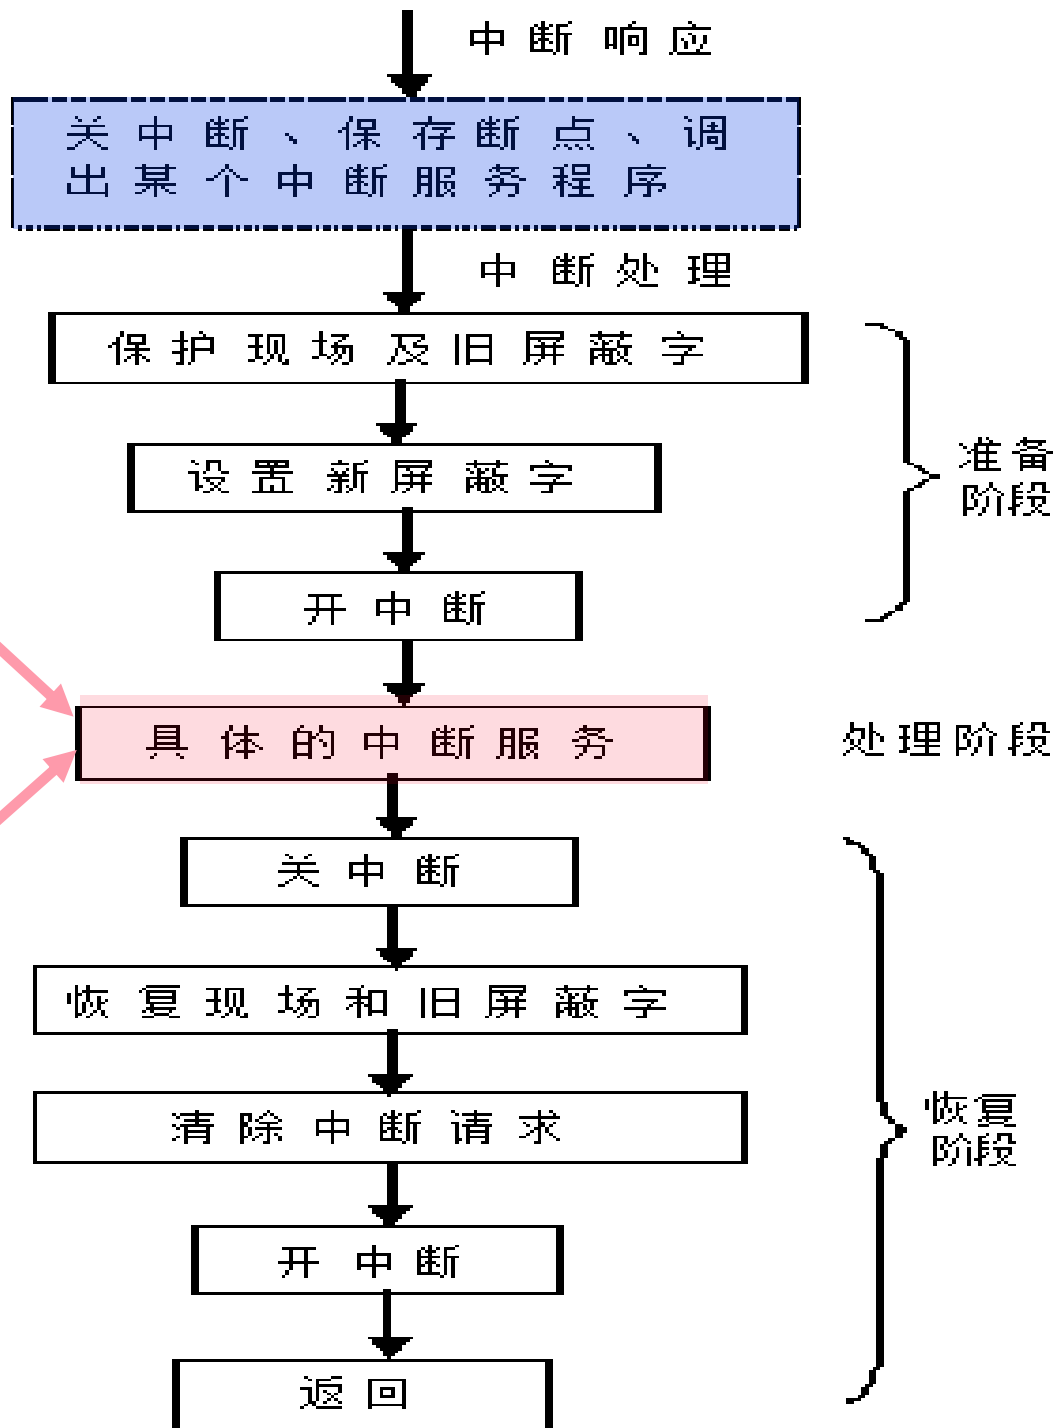 中断响应
关中断、保存断点、调
出某个中断服务程序
中断处理
保护现场及旧屏蔽字
设置新屏蔽字
准备
阶段
开中断
具体的中断服务
处理阶段
关中断
恢复现场和旧屏蔽字
清除中断请求
恢复
阶段
开中断
返回